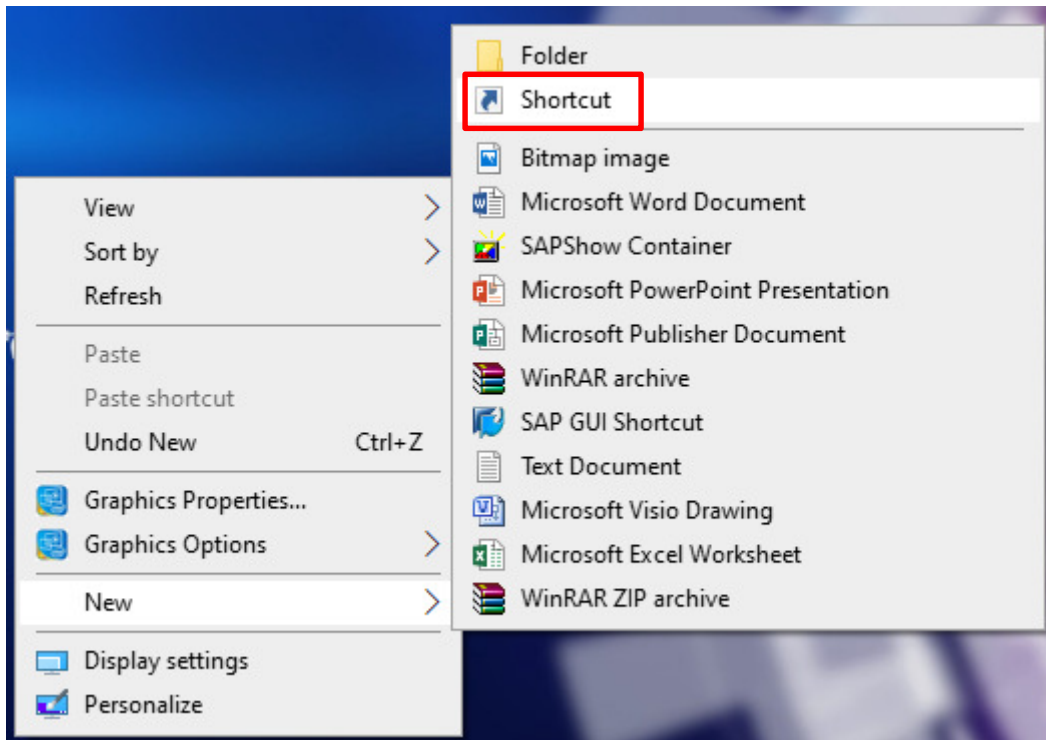 View
Sort by
Refresh
Paste
Paste shortcut
Undo New Ctrl+Z
Graphics Properties...
Graphics Options
New
Display settings
Personalize
Folder
Shortcut
Bitmap image
Microsoft Word Document
SAPShow Container
Microsoft PowerPoint Presentation
Microsoft Publisher Document
WinRAR archive
SAP GUI Shortcut
Text Document
Microsoft Visio Drawing
Microsoft Excel Worksheet
WinRAR ZIP archive